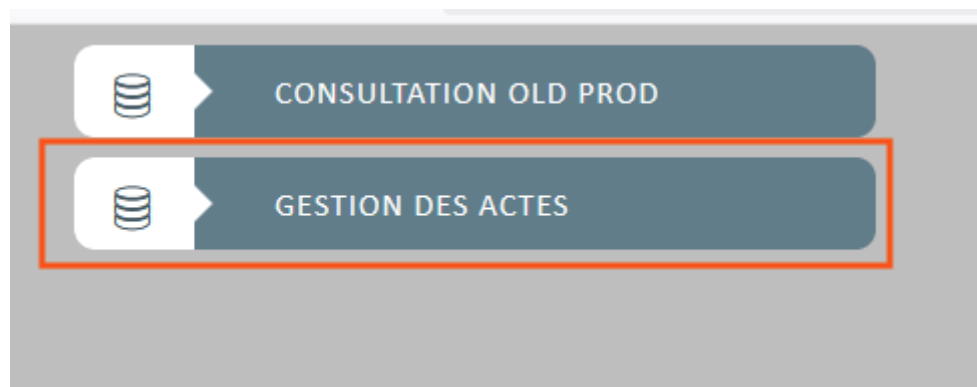 CONSULTATION OLD PROD
GESTION DES ACTES